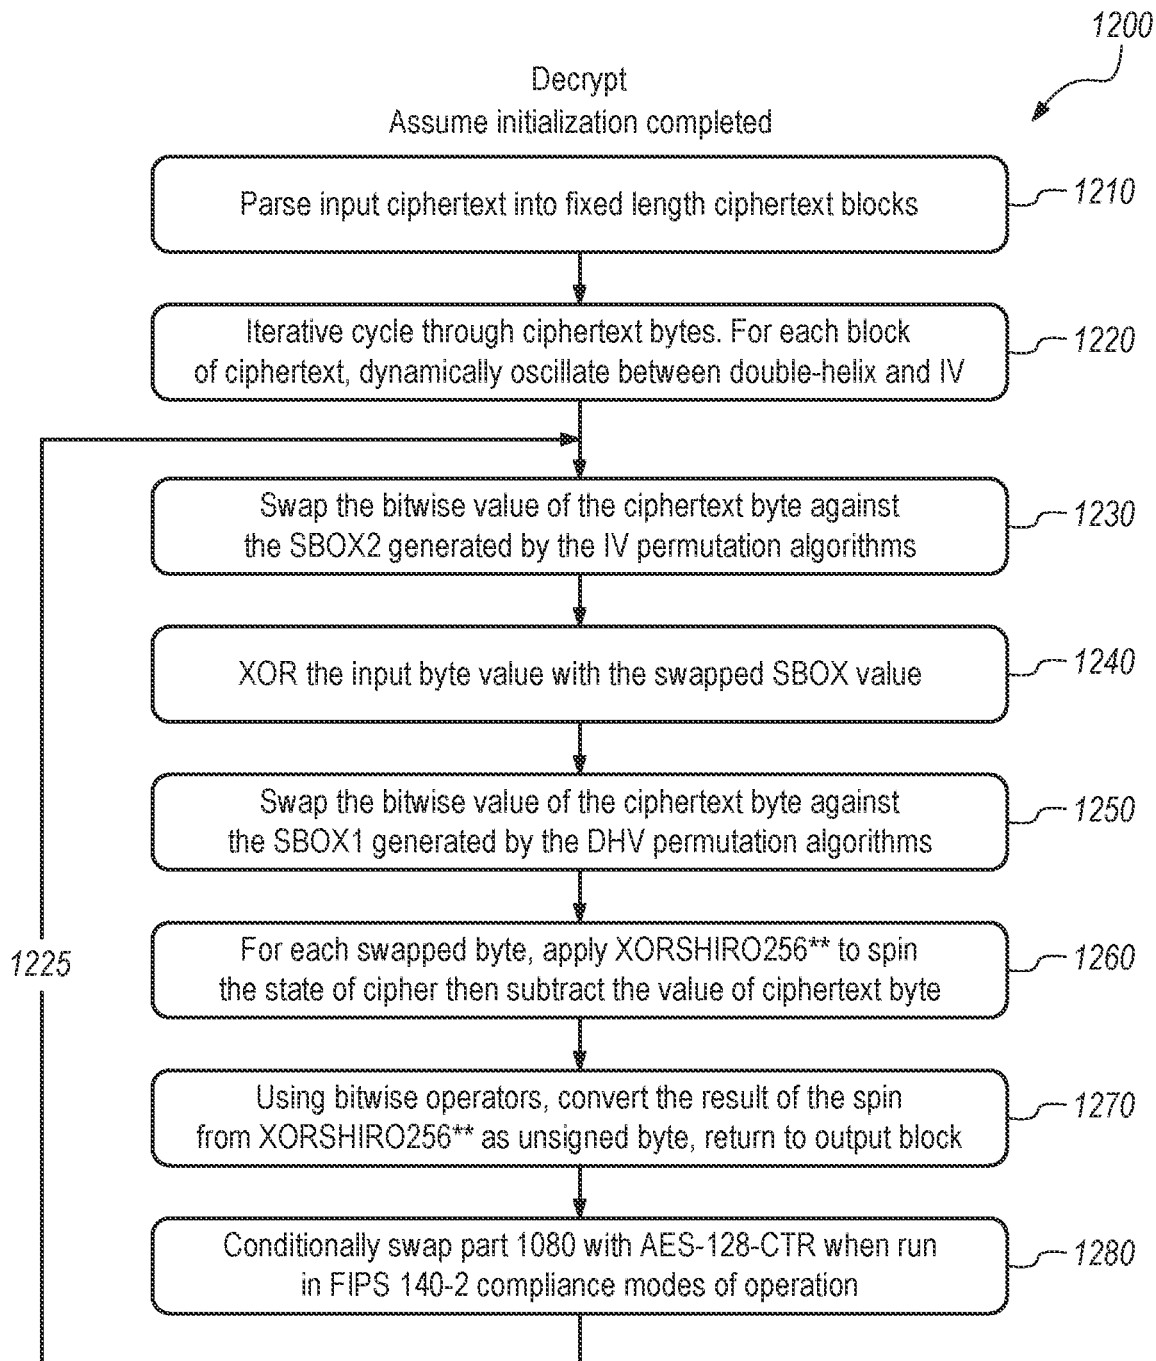 1200
Decrypt
Assume initialization completed
Parse input ciphertext into fixed length ciphertext blocks
1210
Iterative cycle through ciphertext bytes. For each block
of ciphertext, dynamically oscillate between double-helix and IV
1220
Swap the bitwise value of the ciphertext byte against
the SBOX2 generated by the IV permutation algorithms
1230
XOR the input byte value with the swapped SBOX value
1240
Swap the bitwise value of the ciphertext byte against
the SBOX1 generated by the DHV permutation algorithms
1250
1225
For each swapped byte, apply XORSHIRO256** to spin
the state of cipher then subtract the value of ciphertext byte
1260
Using bitwise operators, convert the result of the spin
from XORSHIRO256** as unsigned byte, return to output block
1270
Conditionally swap part 1080 with AES-128-CTR when run
in FIPS 140-2 compliance modes of operation
1280